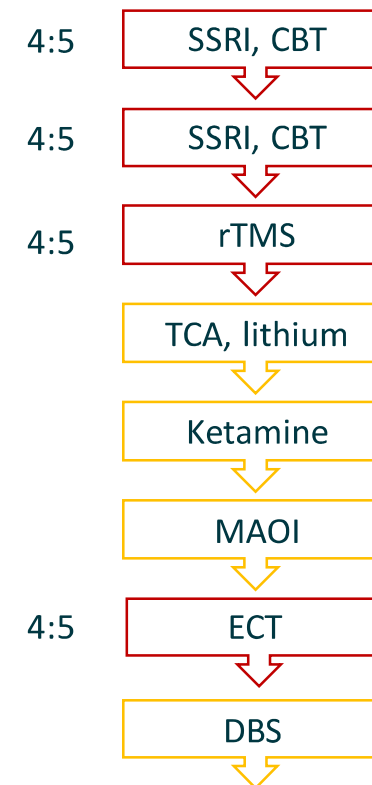 4:5 SSRI, CBT
4:5 SSRI, CBT
4:5 rTMS
TCA, lithium
Ketamine
MAOI
4:5 ECT
DBS